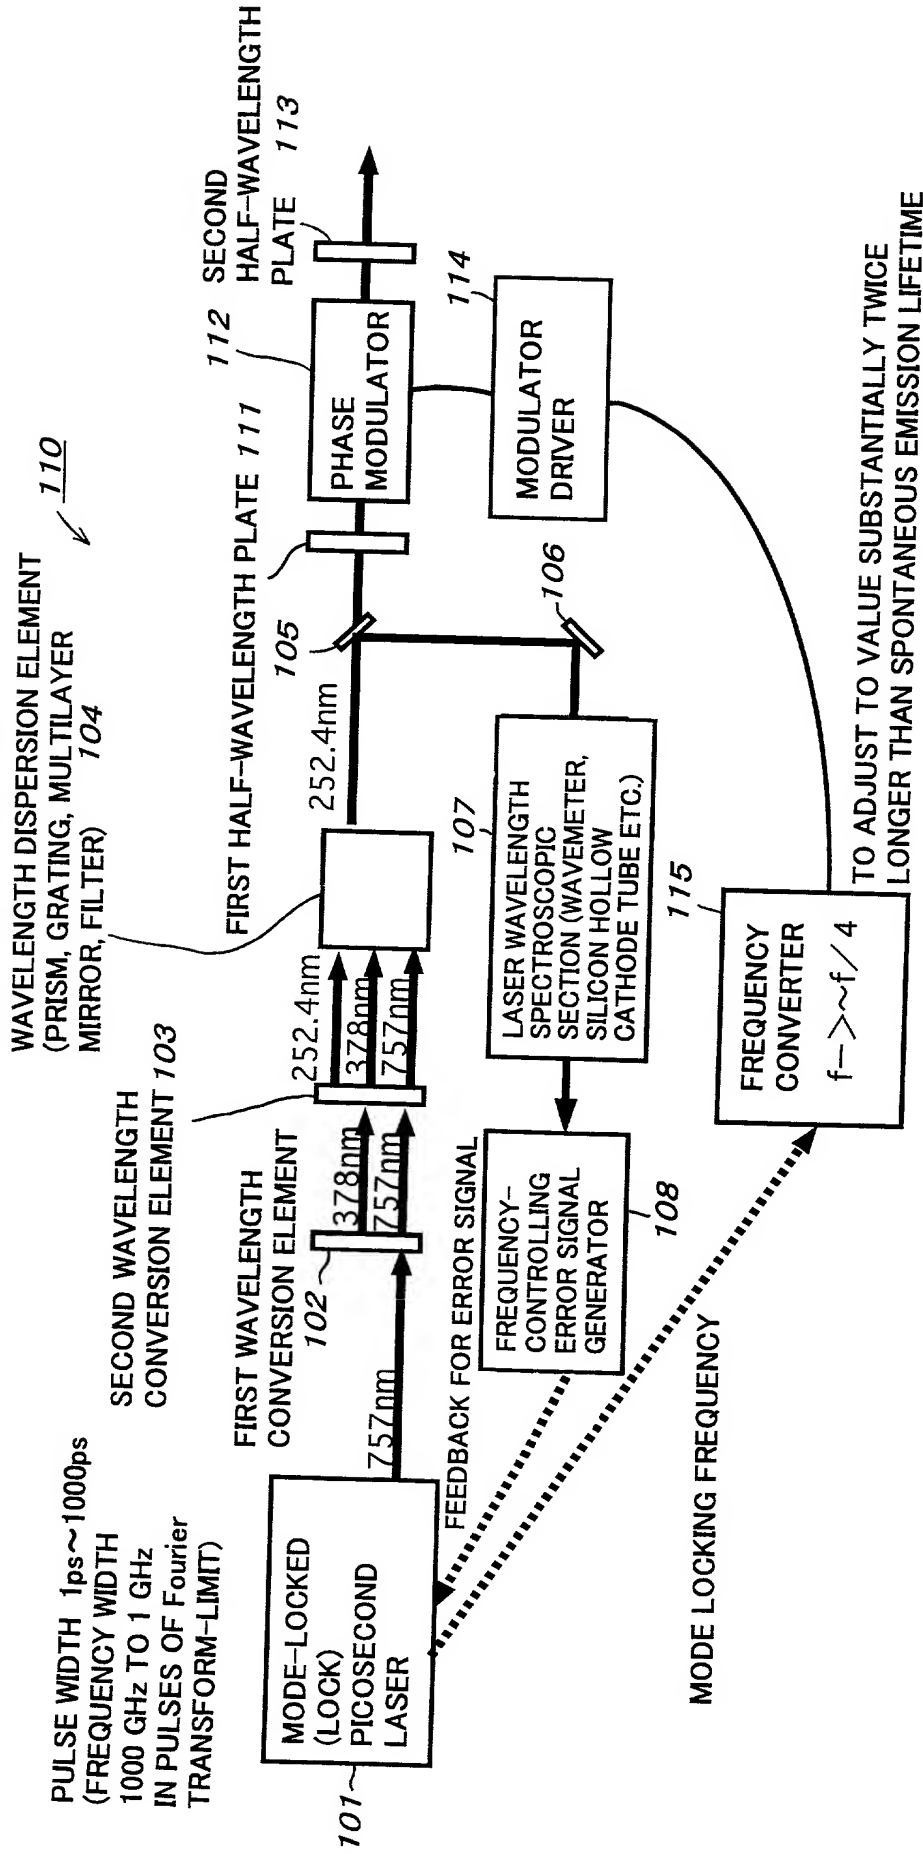 PULSE WIDTH 1ps~1000ps
(FREQUENCY WIDTH
1000 GHz TO 1 GHz
IN PULSES OF Fourier
TRANSFORM-LIMIT)
MODE-LOCKED
(LOCK)
PICOSECOND
LASER
101
757nm
FIRST WAVELENGTH
CONVERSION ELEMENT
102
378nm
757nm
SECOND WAVELENGTH
CONVERSION ELEMENT 103
252.4nm
378nm
757nm
WAVELENGTH DISPERSION ELEMENT
(PRISM, GRATING, MULTILAYER
MIRROR, FILTER) 104
110
252.4nm
105
106
FIRST HALF-WAVELENGTH PLATE 111
112
PHASE
MODULATOR
SECOND
HALF-WAVELENGTH
PLATE 113
114
MODULATOR
DRIVER
107
LASER WAVELENGTH
SPECTROSCOPIC
SECTION (WAVEMETER,
SILICON HOLLOW
CATHODE TUBE ETC.)
FREQUENCY-
CONTROLLING
ERROR SIGNAL
GENERATOR
108
FEEDBACK FOR ERROR SIGNAL
MODE LOCKING FREQUENCY
115
FREQUENCY
CONVERTER
f->~f/4
TO ADJUST TO VALUE SUBSTANTIALLY TWICE
LONGER THAN SPONTANEOUS EMISSION LIFETIME